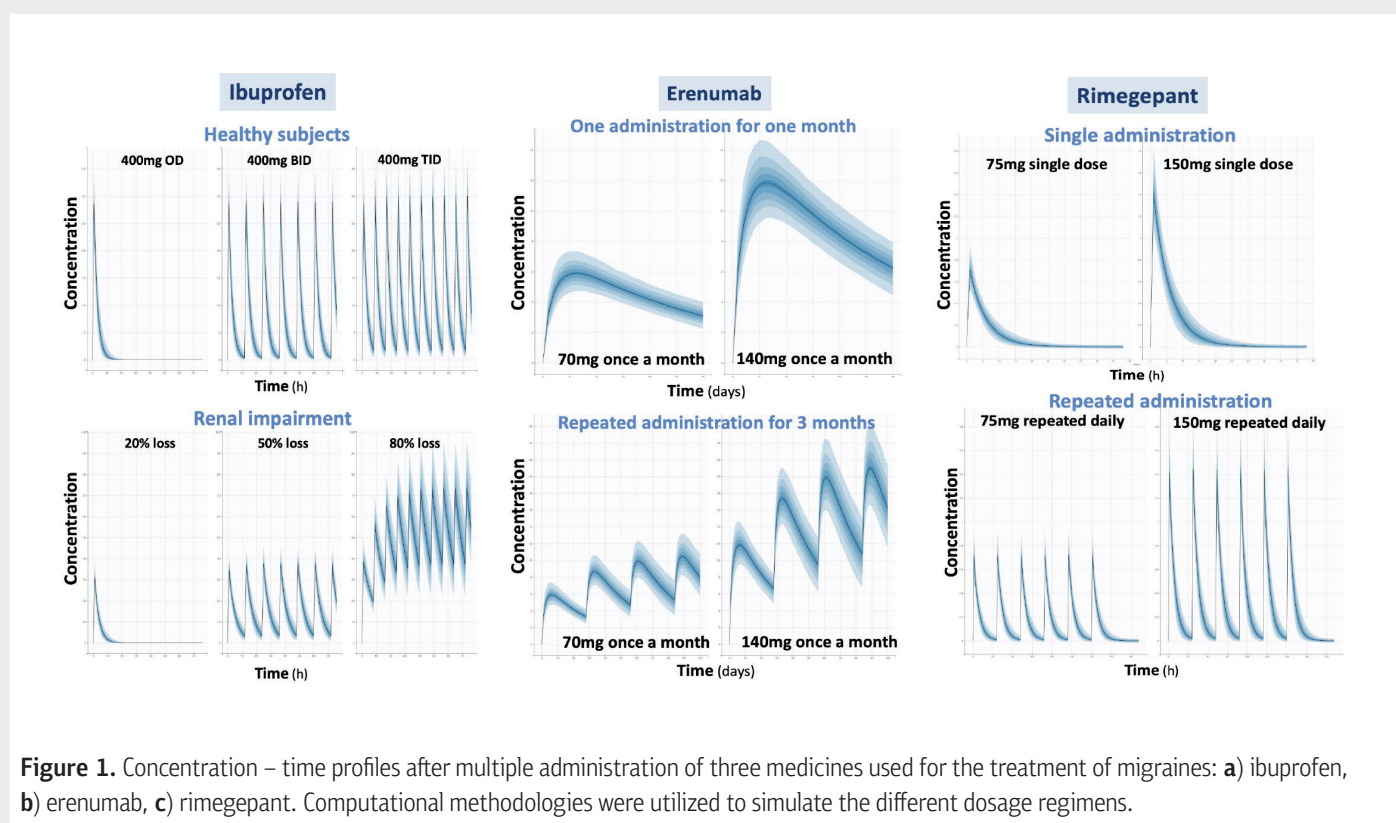 Ibuprofen
Healthy subjects
400mg OD
400mg BID
400mg TID
Concentration
Time (h)
Renal impairment
20% loss
50% loss
80% loss
Concentration
Time (h)
Erenumab
One administration for one month
Concentration
70mg once a month
140mg once a month
Time (days)
Repeated administration for 3 months
Concentration
70mg once a month
140mg once a month
Time (days)
Rimegepant
Single administration
75mg single dose
150mg single dose
Concentration
Time (h)
Repeated administration
75mg repeated daily
150mg repeated daily
Concentration
Time (h)
Figure 1. Concentration – time profiles after multiple administration of three medicines used for the treatment of migraines: a) ibuprofen,
b) erenumab, c) rimegepant. Computational methodologies were utilized to simulate the different dosage regimens.